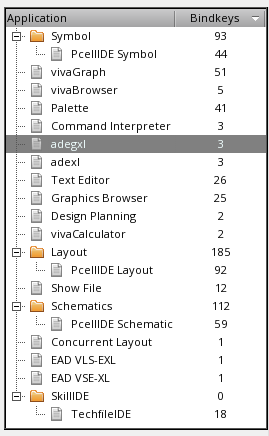 Application Bindkeys
Symbol 93
PcellIDE Symbol 44
vivaGraph 51
vivaBrowser 5
Palette 41
Command Interpreter 3
adegxl 3
adexl 3
Text Editor 26
Graphics Browser 25
Design Planning 2
vivaCalculator 2
Layout 185
PcellIDE Layout 92
Show File 12
Schematics 112
PcellIDE Schematic 59
Concurrent Layout 1
EAD VLS-EXL 1
EAD VSE-XL 1
SkillIDE 0
TechfileIDE 18